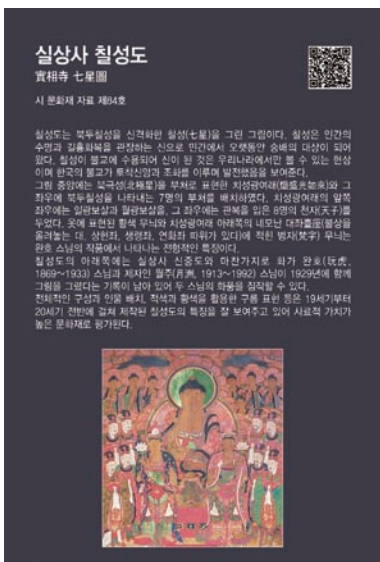 실상사 칠성도
實相寺 七星圖
시 문화재 자료 제84호
칠성도는 북두칠성을 신격화한 칠성(七星)을 그린 그림이다. 칠성은 인간의
수명과 길흉화복을 관장하는 신으로 민간에서 오랫동안 숭배의 대상이 되어
왔다. 칠성이 불교에 수용되어 신이 된 것은 우리나라에서만 볼 수 있는 현상
이며 한국의 불교가 토착신앙과 조화를 이루며 발전했음을 보여준다.
그림 중앙에는 북극성(北極星)을 부처로 표현한 치성광여래(熾盛光如來)와 그
좌우에 북두칠성을 나타내는 7명의 부처를 배치하였다. 치성광여래의 앞쪽
좌우에는 일광보살과 월광보살을, 그 좌우에는 관복을 입은 8명의 천자(天子)를
두었다. 옷에 표현된 황색 무늬와 치성광여래 아래쪽의 네모난 대좌(臺座)(불상을
올려놓는 대, 상현좌, 생령좌, 연화좌 따위가 있다)에 적힌 범자(梵字) 무늬는
완호 스님의 작품에서 나타나는 전형적인 특징이다.
칠성도의 아래쪽에는 실상사 신중도와 마찬가지로 화가 완호(玩虎,
1869~1933) 스님과 제자인 월주(月洲, 1913~1992) 스님이 1929년에 함께
그림을 그렸다는 기록이 남아 있어 두 스님의 화풍을 짐작할 수 있다.
전체적인 구성과 인물 배치, 적색과 황색을 활용한 구름 표현 등은 19세기부터
20세기 전반에 걸쳐 제작된 칠성도의 특징을 잘 보여주고 있어 사료적 가치가
높은 문화재로 평가된다.